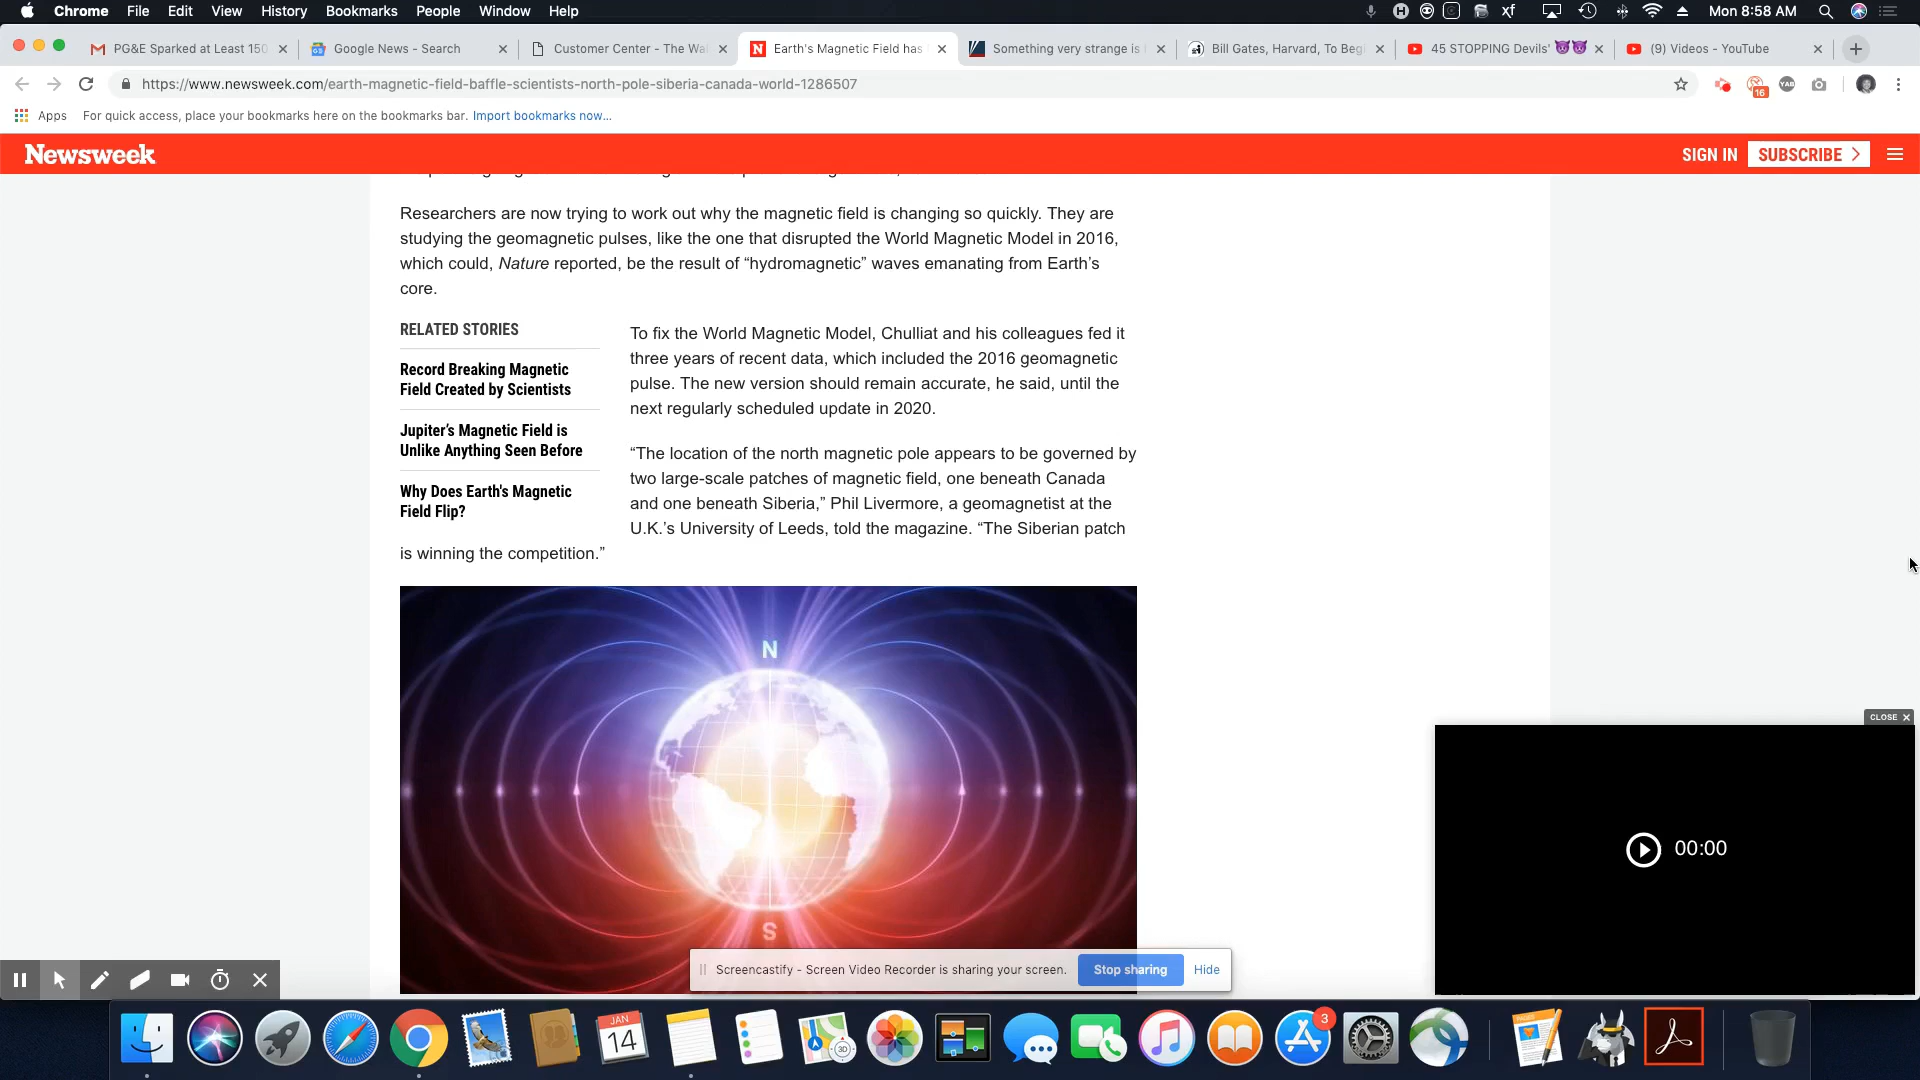 Chrome File Edit View History Bookmarks People Window Help
Mon 8:58 AM
PG&E Sparked at Least 150
Google News - Search
Customer Center - The Wa
Earth's Magnetic Field has
Something very strange is
Bill Gates, Harvard, To Begi
45 STOPPING Devils' 😈😈
(9) Videos - YouTube
https://www.newsweek.com/earth-magnetic-field-baffle-scientists-north-pole-siberia-canada-world-1286507
16
YAB
Apps For quick access, place your bookmarks here on the bookmarks bar. Import bookmarks now...
Newsweek
SIGN IN
SUBSCRIBE
Researchers are now trying to work out why the magnetic field is changing so quickly. They are
studying the geomagnetic pulses, like the one that disrupted the World Magnetic Model in 2016,
which could, Nature reported, be the result of “hydromagnetic” waves emanating from Earth’s
core.
RELATED STORIES
Record Breaking Magnetic
Field Created by Scientists
Jupiter’s Magnetic Field is
Unlike Anything Seen Before
Why Does Earth's Magnetic
Field Flip?
To fix the World Magnetic Model, Chulliat and his colleagues fed it
three years of recent data, which included the 2016 geomagnetic
pulse. The new version should remain accurate, he said, until the
next regularly scheduled update in 2020.
“The location of the north magnetic pole appears to be governed by
two large-scale patches of magnetic field, one beneath Canada
and one beneath Siberia,” Phil Livermore, a geomagnetist at the
U.K.’s University of Leeds, told the magazine. “The Siberian patch
is winning the competition.”
N
S
CLOSE
00:00
Screencastify - Screen Video Recorder is sharing your screen.
Stop sharing
Hide
JAN
14
3D
3